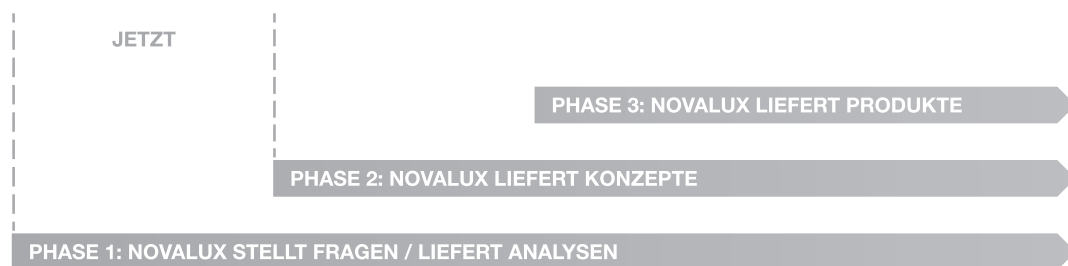 JETZT
PHASE 3: NOVALUX LIEFERT PRODUKTE
PHASE 2: NOVALUX LIEFERT KONZEPTE
PHASE 1: NOVALUX STELLT FRAGEN / LIEFERT ANALYSEN